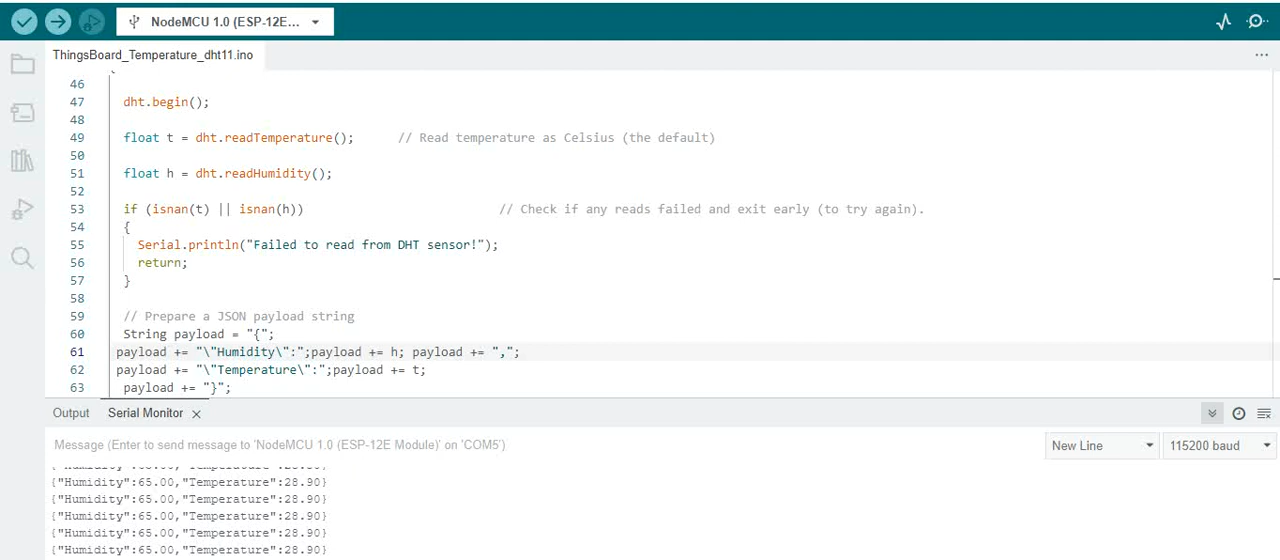 NodeMCU 1.0 (ESP-12E...
ThingsBoard_Temperature_dht11.ino
46
47 dht.begin();
48
49 float t = dht.readTemperature(); // Read temperature as Celsius (the default)
50
51 float h = dht.readHumidity();
52
53 if (isnan(t) || isnan(h)) // Check if any reads failed and exit early (to try again).
54 {
55 Serial.println("Failed to read from DHT sensor!");
56 return;
57 }
58
59 // Prepare a JSON payload string
60 String payload = "{";
61 payload += "\"Humidity\":";payload += h; payload += ",";
62 payload += "\"Temperature\":";payload += t;
63 payload += "}";
Output Serial Monitor
Message (Enter to send message to 'NodeMCU 1.0 (ESP-12E Module)' on 'COM5')
New Line 115200 baud
{"Humidity":65.00,"Temperature":28.90}
{"Humidity":65.00,"Temperature":28.90}
{"Humidity":65.00,"Temperature":28.90}
{"Humidity":65.00,"Temperature":28.90}
{"Humidity":65.00,"Temperature":28.90}